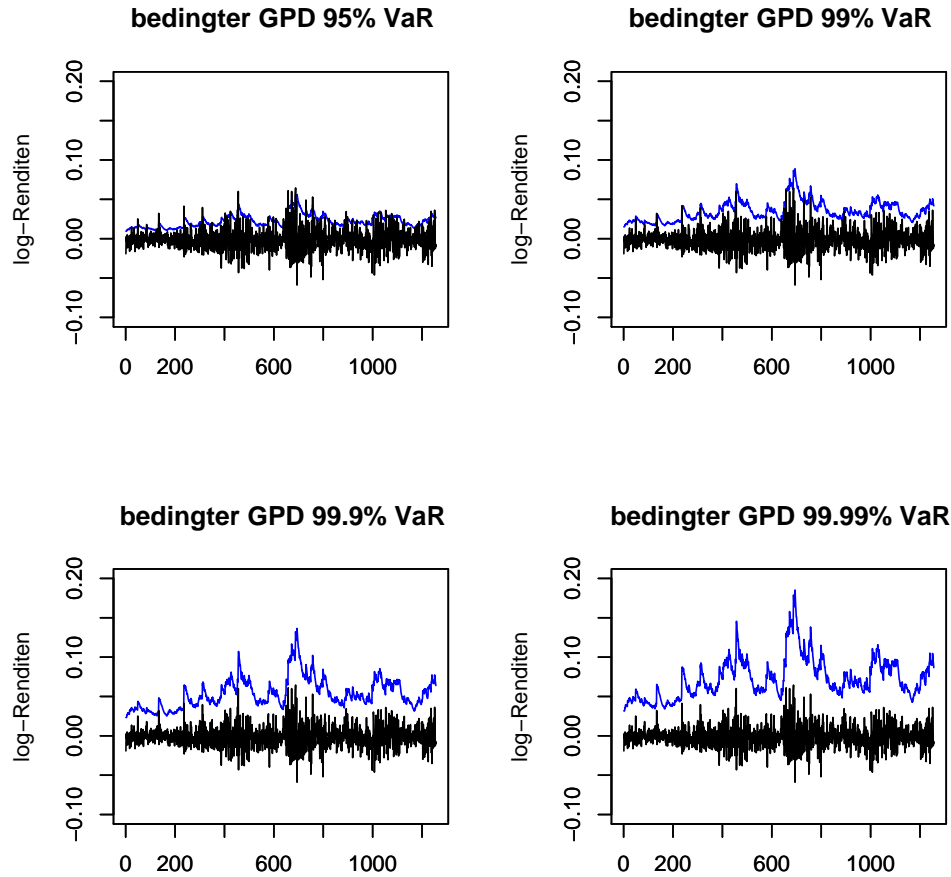 bedingter GPD 95% VaR
log−Renditen
−0.10 0.00 0.10 0.20
0 200 600 1000
bedingter GPD 99% VaR
log−Renditen
−0.10 0.00 0.10 0.20
0 200 600 1000
bedingter GPD 99.9% VaR
log−Renditen
−0.10 0.00 0.10 0.20
0 200 600 1000
bedingter GPD 99.99% VaR
log−Renditen
−0.10 0.00 0.10 0.20
0 200 600 1000